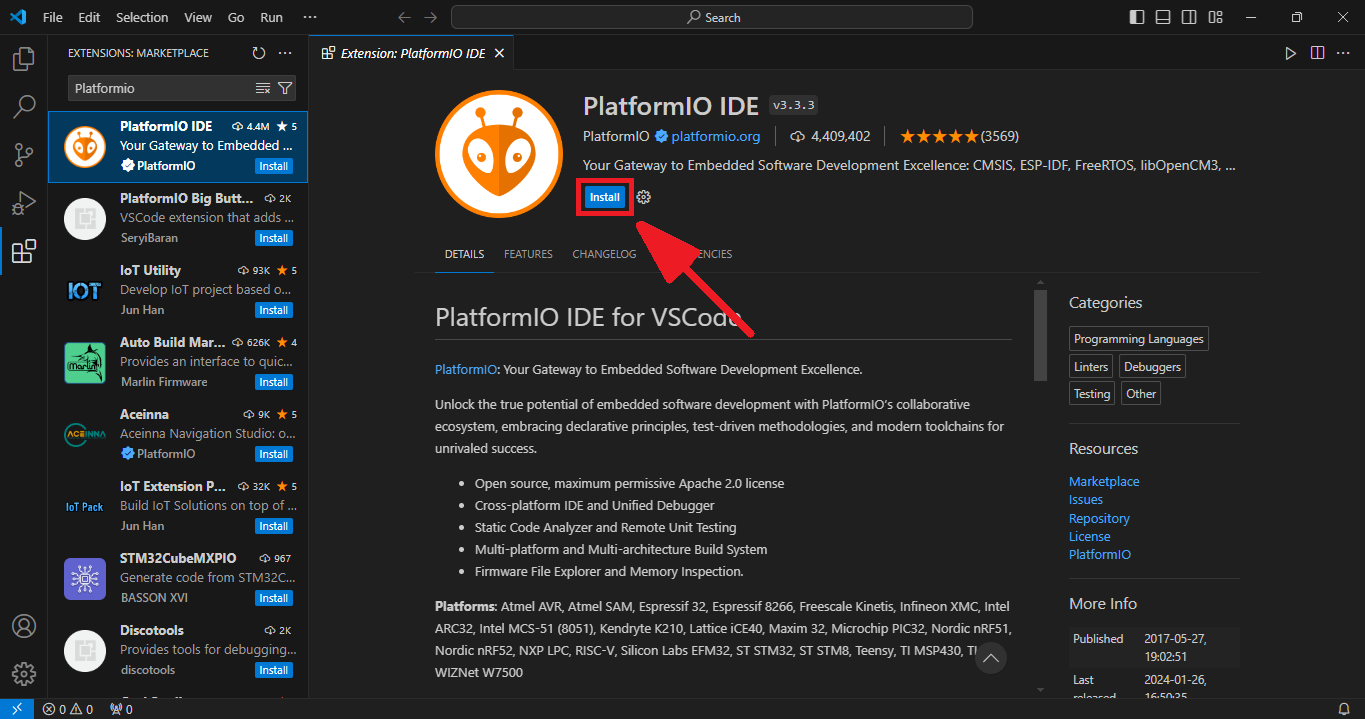 File Edit Selection View Go Run ···
Search
EXTENSIONS: MARKETPLACE
Platformio
PlatformIO IDE 4.4M 5
Your Gateway to Embedded ...
PlatformIO Install
PlatformIO Big Butt... 2K
VSCode extension that adds ...
SeryiBaran Install
IOT
IoT Utility 93K 5
Develop IoT project based o...
Jun Han Install
Marlin
Auto Build Mar... 626K 4
Provides an interface to quic...
Marlin Firmware Install
ACEINNA
Aceinna 9K 5
Aceinna Navigation Studio: o...
PlatformIO Install
IoT Pack
IoT Extension P... 32K 5
Build IoT Solutions on top of ...
Jun Han Install
STM32CubeMXPIO 967
Generate code from STM32C...
BASSON XVI Install
Discotools 2K
Provides tools for debugging...
discotools Install
Extension: PlatformIO IDE
PlatformIO IDE v3.3.3
PlatformIO platformio.org 4,409,402 (3569)
Your Gateway to Embedded Software Development Excellence: CMSIS, ESP-IDF, FreeRTOS, libOpenCM3, ...
Install
DETAILS FEATURES CHANGELOG ENCIES
PlatformIO IDE for VSCode
PlatformIO: Your Gateway to Embedded Software Development Excellence.
Unlock the true potential of embedded software development with PlatformIO's collaborative
ecosystem, embracing declarative principles, test-driven methodologies, and modern toolchains for
unrivaled success.
• Open source, maximum permissive Apache 2.0 license
• Cross-platform IDE and Unified Debugger
• Static Code Analyzer and Remote Unit Testing
• Multi-platform and Multi-architecture Build System
• Firmware File Explorer and Memory Inspection.
Platforms: Atmel AVR, Atmel SAM, Espressif 32, Espressif 8266, Freescale Kinetis, Infineon XMC, Intel
ARC32, Intel MCS-51 (8051), Kendryte K210, Lattice iCE40, Maxim 32, Microchip PIC32, Nordic nRF51,
Nordic nRF52, NXP LPC, RISC-V, Silicon Labs EFM32, ST STM32, ST STM8, Teensy, TI MSP430, TI
WIZNet W7500
Categories
Programming Languages
Linters Debuggers
Testing Other
Resources
Marketplace
Issues
Repository
License
PlatformIO
More Info
Published 2017-05-27,
19:02:51
Last 2024-01-26,
released 16:50:35
0 0 0